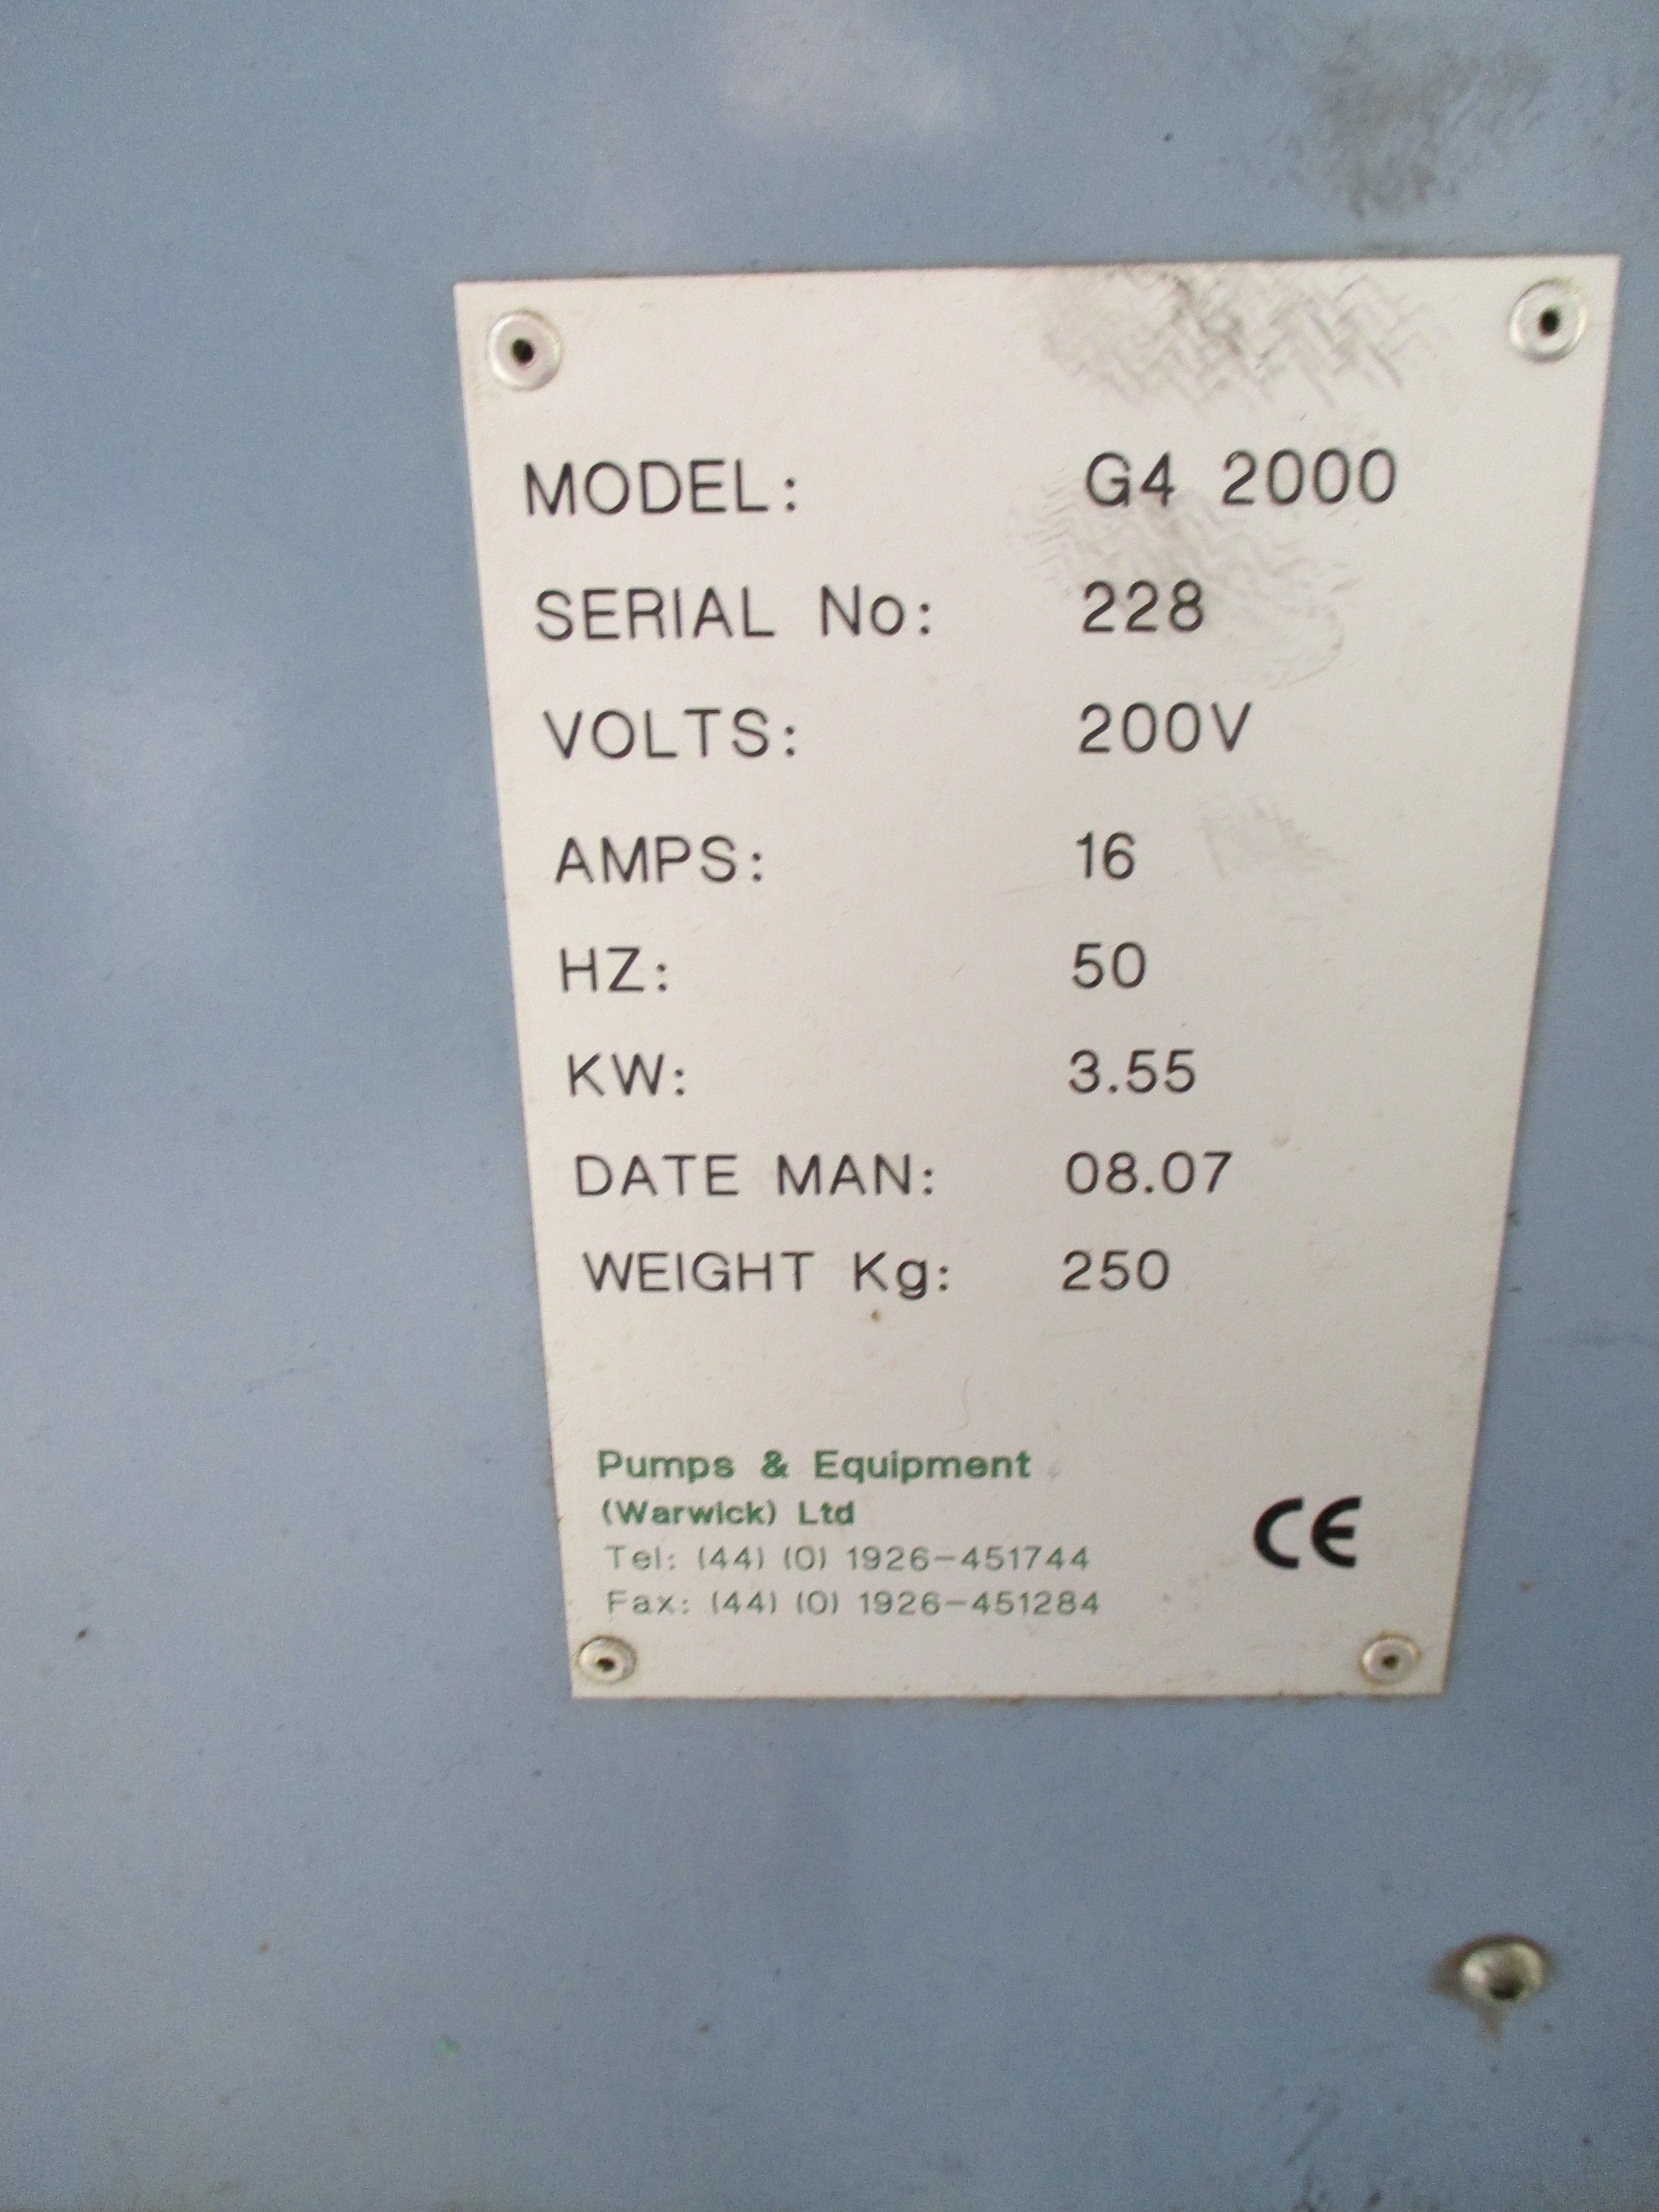 MODEL: G4 2000
SERIAL No: 228
VOLTS: 200V
AMPS: 16
HZ: 50
KW: 3.55
DATE MAN: 08.07
WEIGHT Kg: 250
Pumps & Equipment
(Warwick) Ltd
Tel: (44) (0) 1926-451744
Fax: (44) (0) 1926-451284
CE